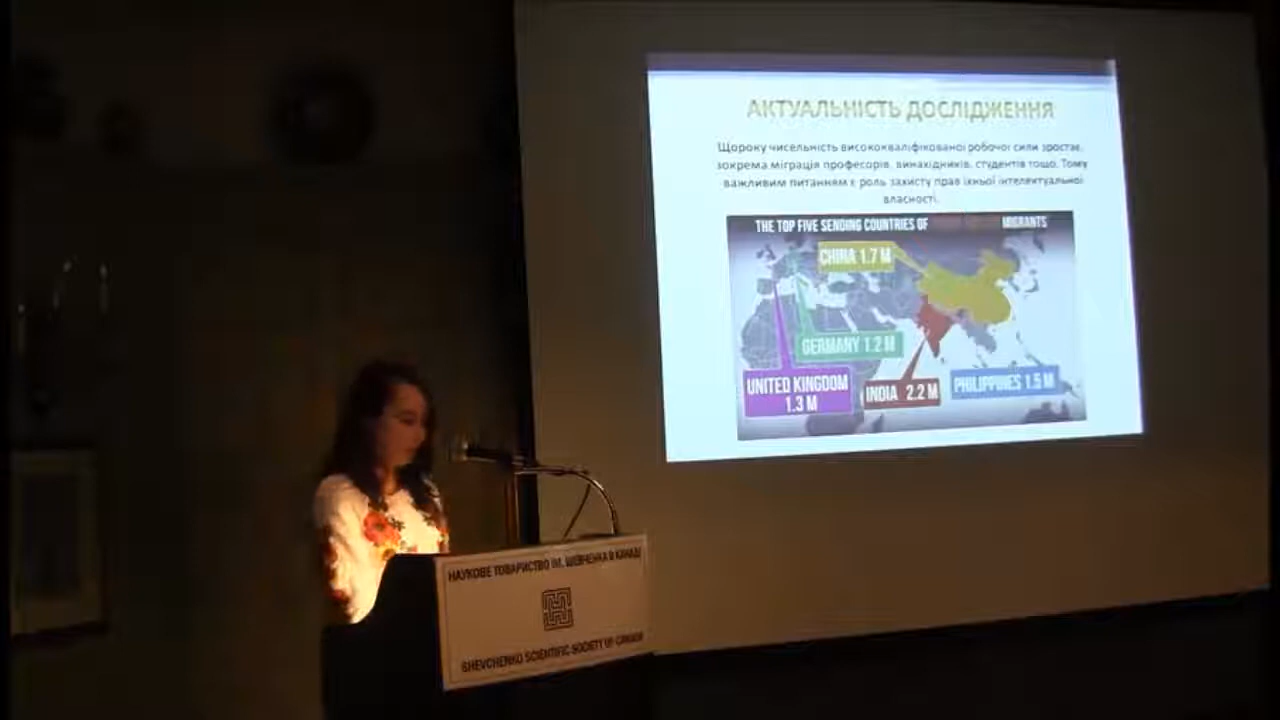 АКТУАЛЬНІСТЬ ДОСЛІДЖЕННЯ
Щороку чисельність висококваліфікованої робочої сили зростає,
зокрема міграція професорів, винахідників, студентів тощо. Тому
важливим питанням є роль захисту прав їхньої інтелектуальної
власності.
THE TOP FIVE SENDING COUNTRIES OF MIGRANTS
CHINA 1.7 M
GERMANY 1.2 M
UNITED KINGDOM
1.3 M
INDIA 2.2 M
PHILIPPINES 1.5 M
НАУКОВЕ ТОВАРИСТВО ІМ. ШЕВЧЕНКА В КАНАДІ
SHEVCHENKO SCIENTIFIC SOCIETY OF CANADA